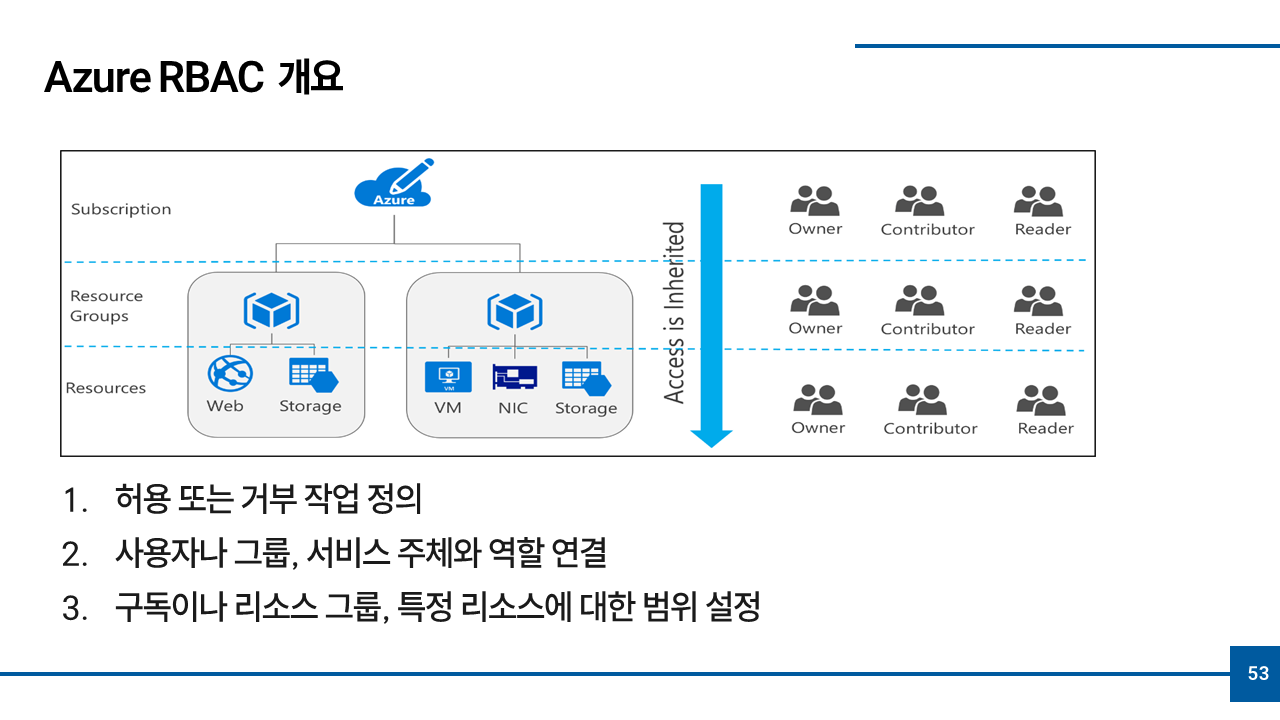 Azure RBAC 개요
Azure
Subscription
Resource
Groups
Resources
Web
Storage
VM
VM
NIC
Storage
Access is Inherited
Owner
Contributor
Reader
Owner
Contributor
Reader
Owner
Contributor
Reader
1. 허용 또는 거부 작업 정의
2. 사용자나 그룹, 서비스 주체와 역할 연결
3. 구독이나 리소스 그룹, 특정 리소스에 대한 범위 설정
53